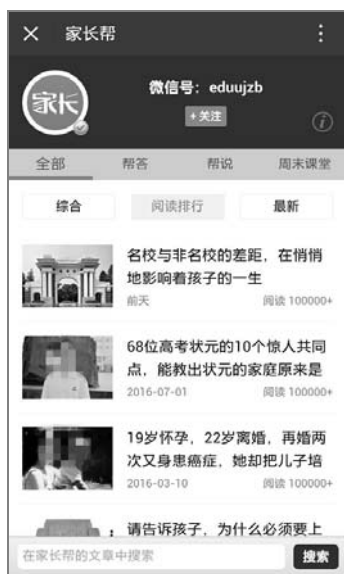 家长帮
家长
微信号：eduujzb
+关注
全部 帮答 帮说 周末课堂
综合 阅读排行 最新
名校与非名校的差距，在悄悄
地影响着孩子的一生
前天 阅读 100000+
68位高考状元的10个惊人共同
点，能教出状元的家庭原来是
2016-07-01 阅读 100000+
19岁怀孕，22岁离婚，再婚两
次又身患癌症，她却把儿子培
2016-03-10 阅读 100000+
请告诉孩子，为什么必须要上
在家长帮的文章中搜索 搜索